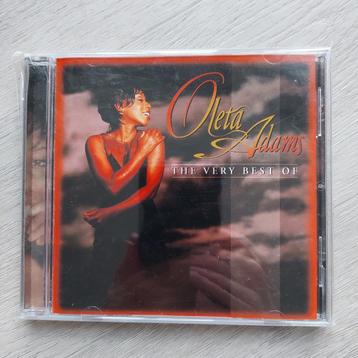 Oleta
Adams
THE VERY BEST OF